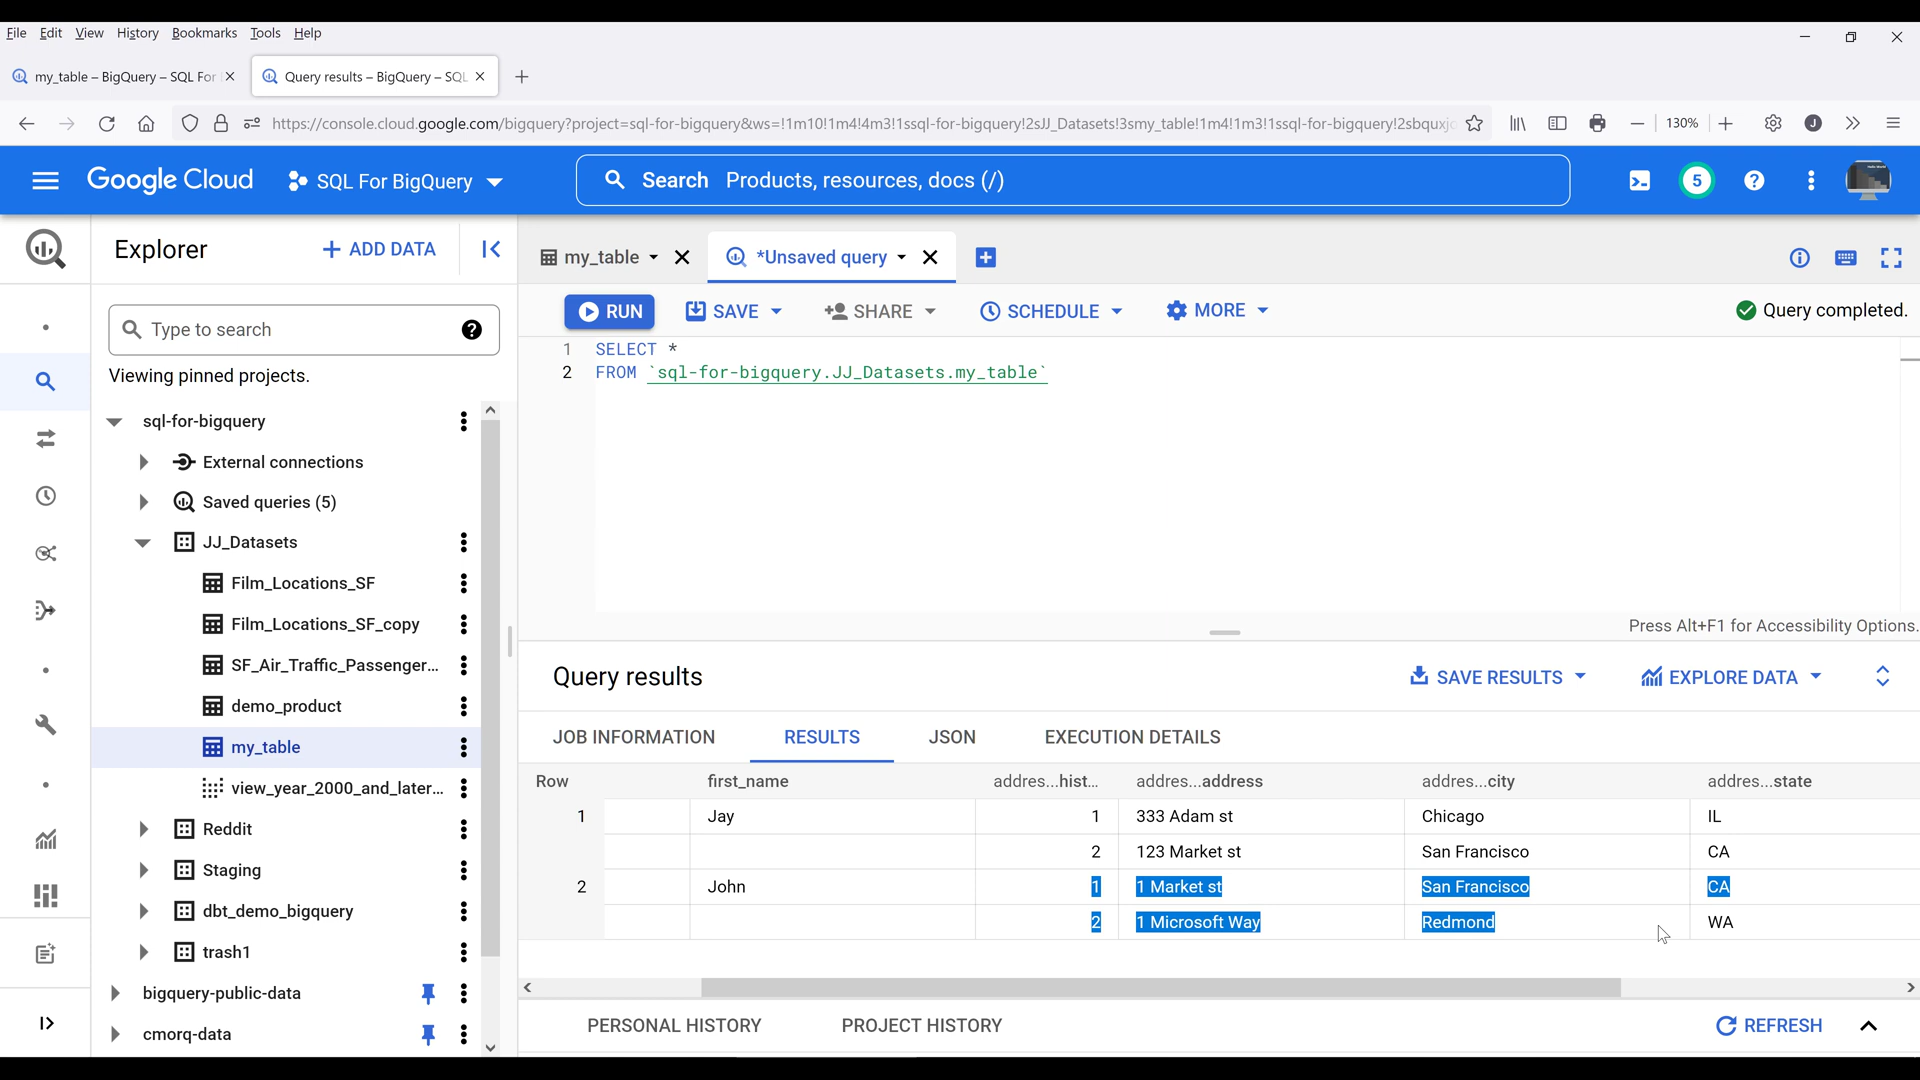 File Edit View History Bookmarks Tools Help
my_table – BigQuery – SQL For
Query results – BigQuery – SQL
https://console.cloud.google.com/bigquery?project=sql-for-bigquery&ws=!1m10!1m4!4m3!1ssql-for-bigquery!2sJJ_Datasets!3smy_table!1m4!1m3!1ssql-for-bigquery!2sbquxjo
130%
J
Google Cloud
SQL For BigQuery
Search Products, resources, docs (/)
5
Explorer
+ ADD DATA
my_table
*Unsaved query
Type to search
RUN
SAVE
SHARE
SCHEDULE
MORE
Query completed.
Viewing pinned projects.
1 SELECT *
2 FROM `sql-for-bigquery.JJ_Datasets.my_table`
sql-for-bigquery
External connections
Saved queries (5)
JJ_Datasets
Film_Locations_SF
Film_Locations_SF_copy
SF_Air_Traffic_Passenger...
demo_product
my_table
view_year_2000_and_later...
Reddit
Staging
dbt_demo_bigquery
trash1
bigquery-public-data
cmorq-data
Press Alt+F1 for Accessibility Options.
Query results
SAVE RESULTS
EXPLORE DATA
JOB INFORMATION RESULTS JSON EXECUTION DETAILS
Row first_name addres...hist... addres...address addres...city addres...state
1 Jay 1 333 Adam st Chicago IL
2 123 Market st San Francisco CA
2 John 1 1 Market st San Francisco CA
2 1 Microsoft Way Redmond WA
PERSONAL HISTORY PROJECT HISTORY
REFRESH